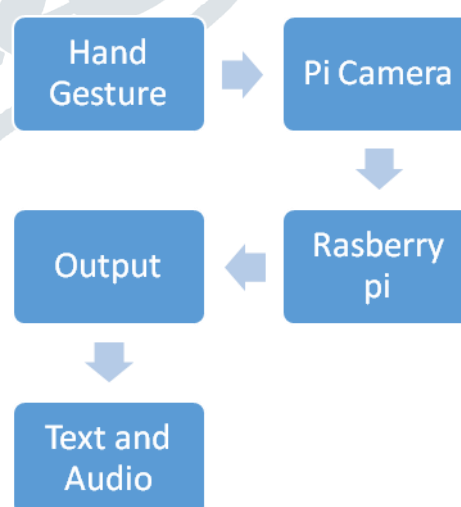 Hand
Gesture
Pi Camera
Rasberry
pi
Output
Text and
Audio